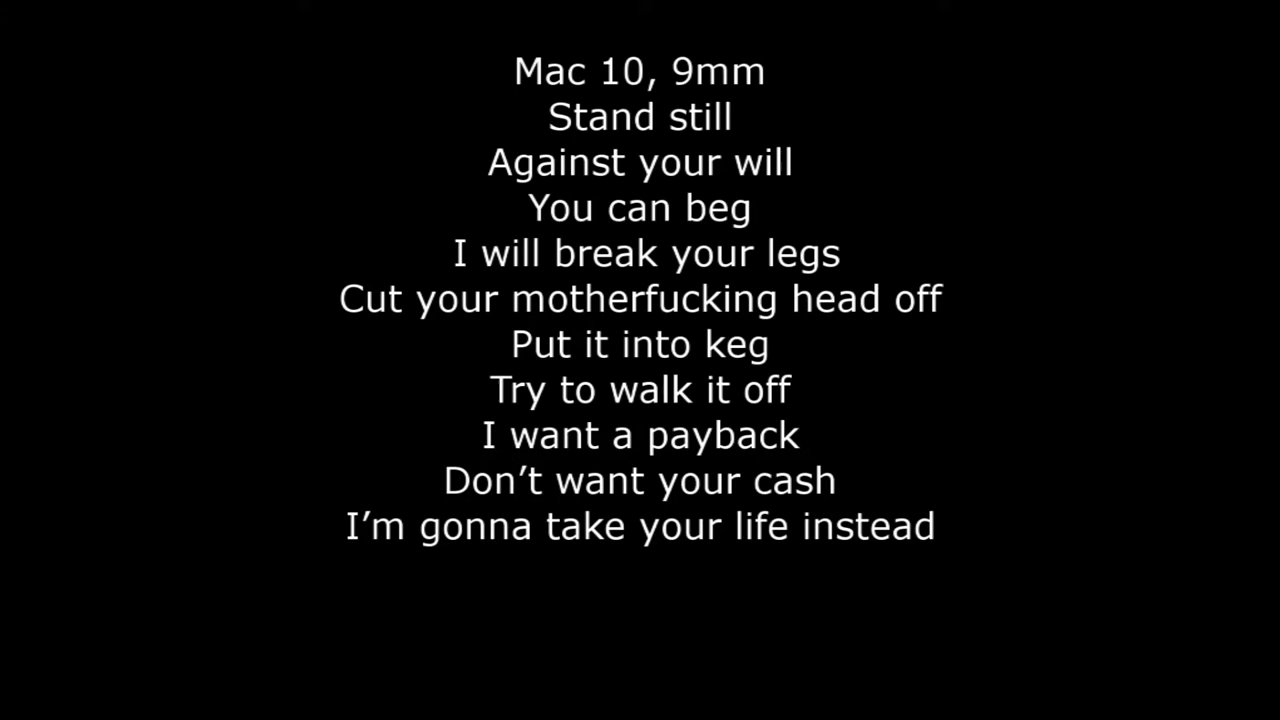 Mac 10, 9mm
Stand still
Against your will
You can beg
I will break your legs
Cut your motherfucking head off
Put it into keg
Try to walk it off
I want a payback
Don’t want your cash
I’m gonna take your life instead